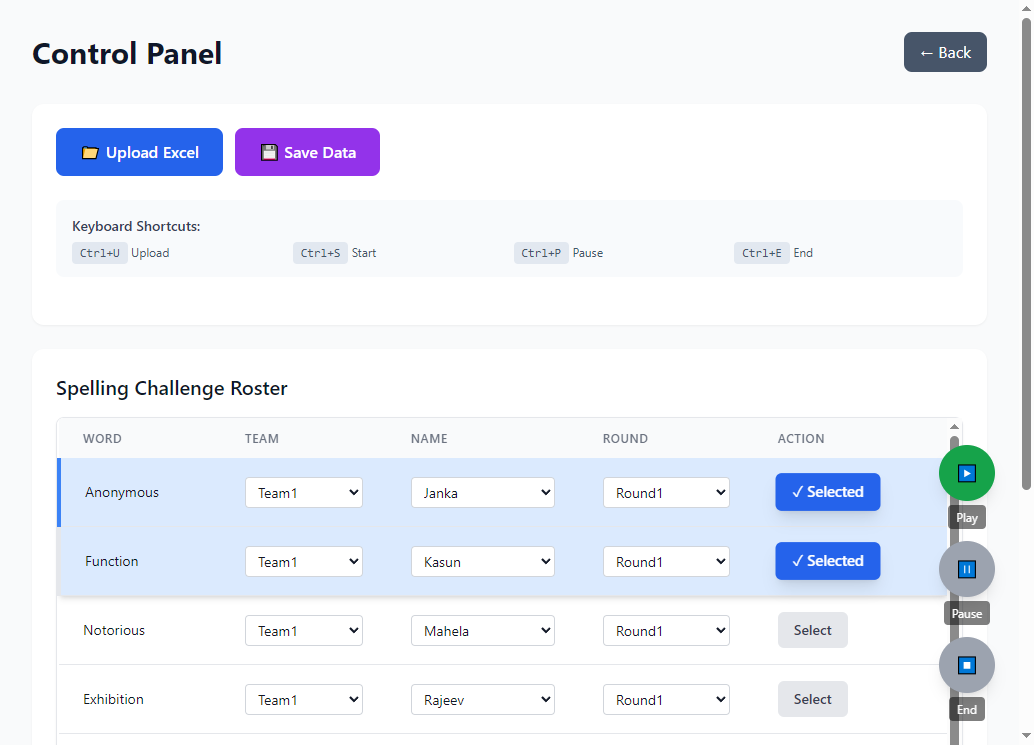 Control Panel
← Back
📁 Upload Excel
💾 Save Data
Keyboard Shortcuts:
Ctrl+U Upload
Ctrl+S Start
Ctrl+P Pause
Ctrl+E End
Spelling Challenge Roster
WORD TEAM NAME ROUND ACTION
Anonymous Team1 Janka Round1 ✓ Selected
Play
Function Team1 Kasun Round1 ✓ Selected
Pause
Notorious Team1 Mahela Round1 Select
Exhibition Team1 Rajeev Round1 Select
End